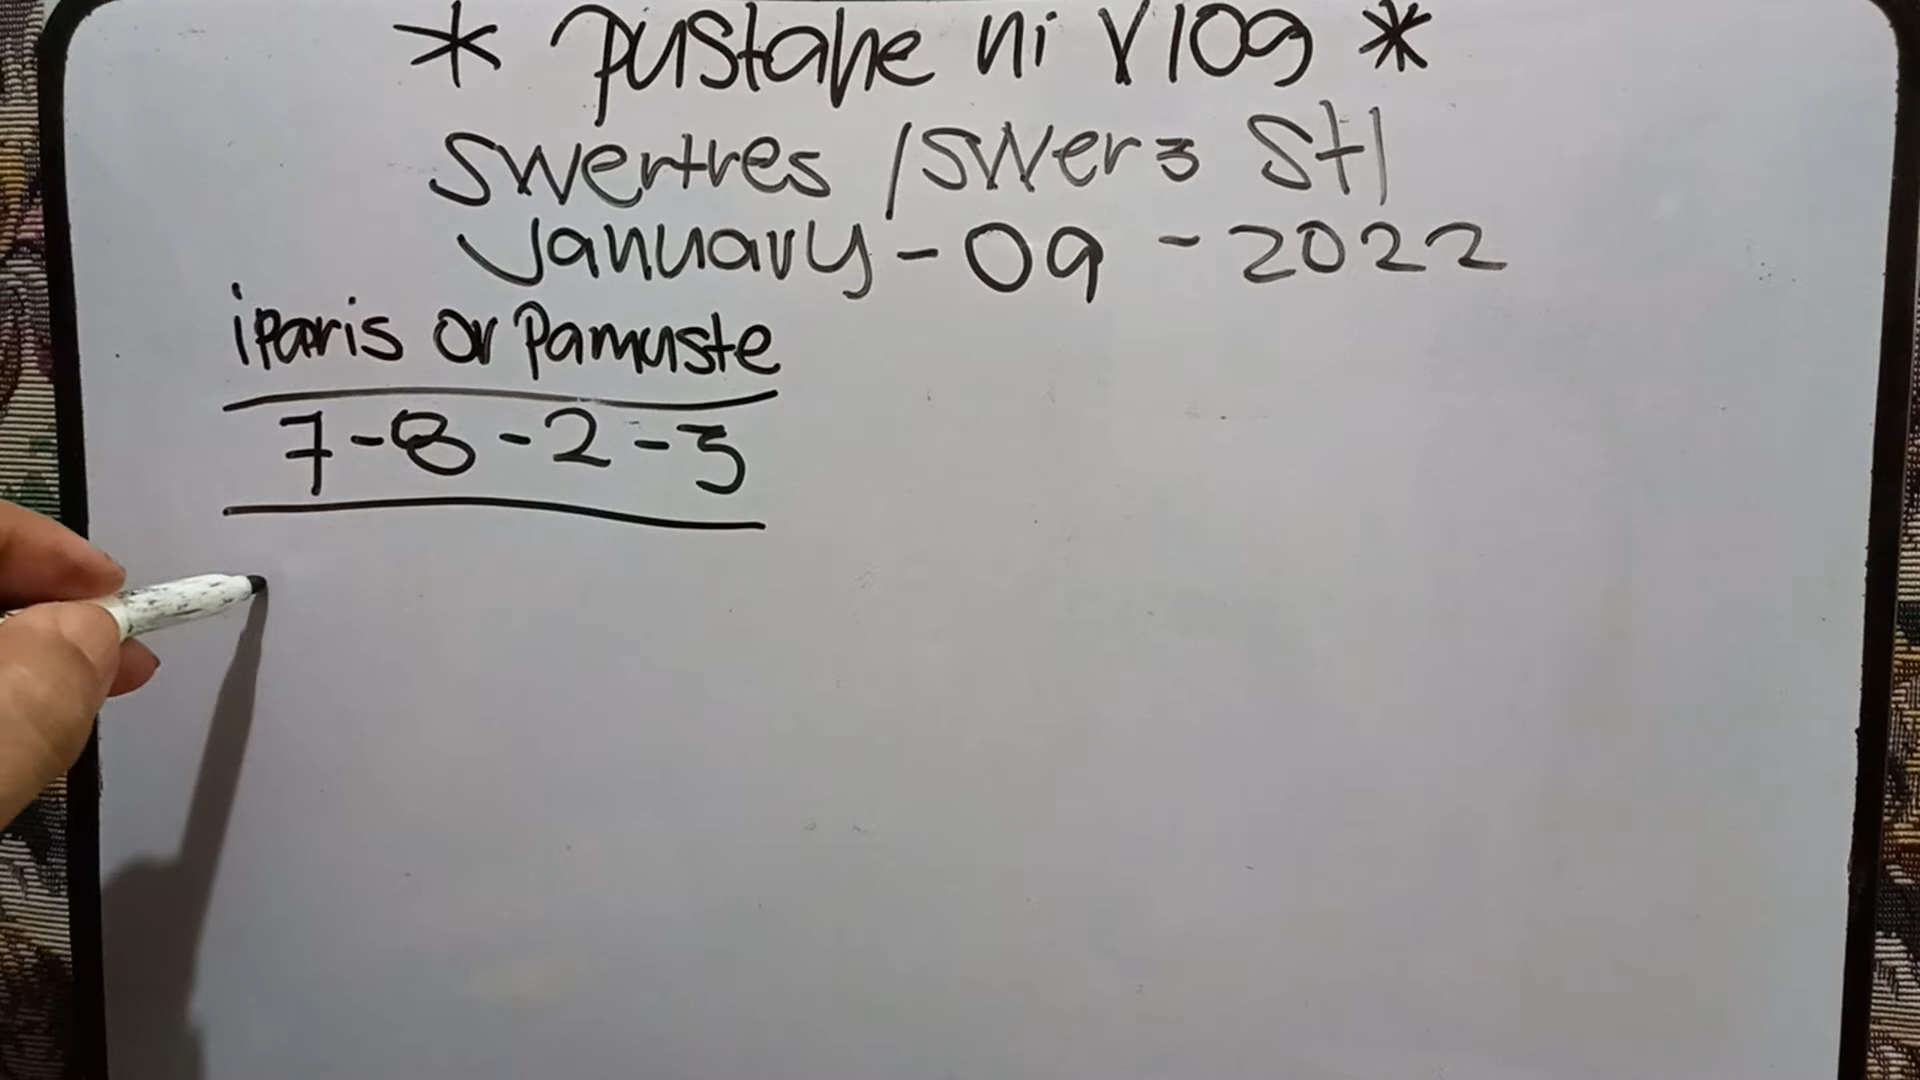 * pustahe ni Vlog *
Swertres / Swer3 Stl
January - 09 - 2022
iparis or Pamuste
7 - 8 - 2 - 3